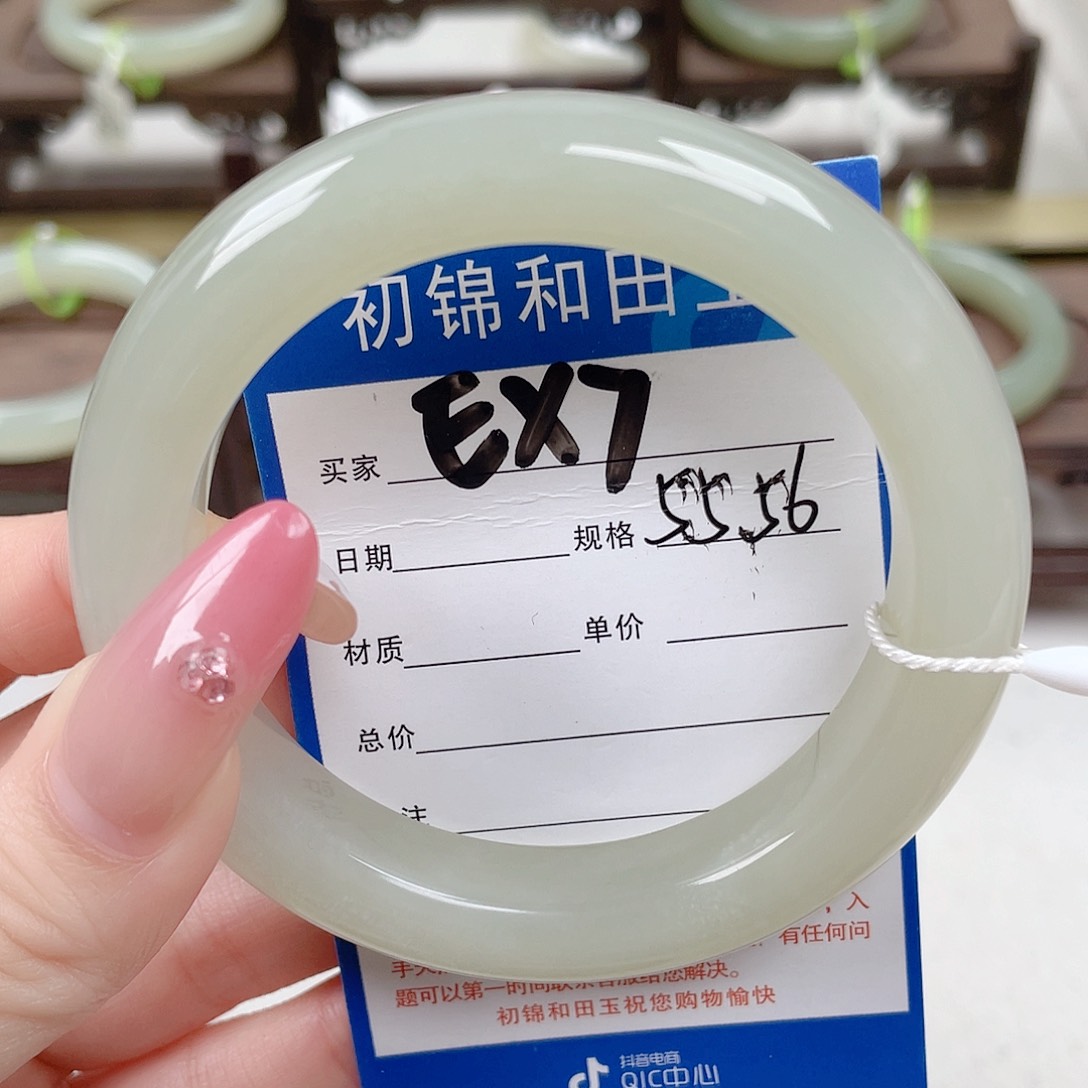 初锦和田玉
买家 EX7
日期 规格 55 56
材质 单价
总价
注
，入
有任何问
题可以第一时间联系客服给您解决。
初锦和田玉祝您购物愉快
抖音电商
QIC中心